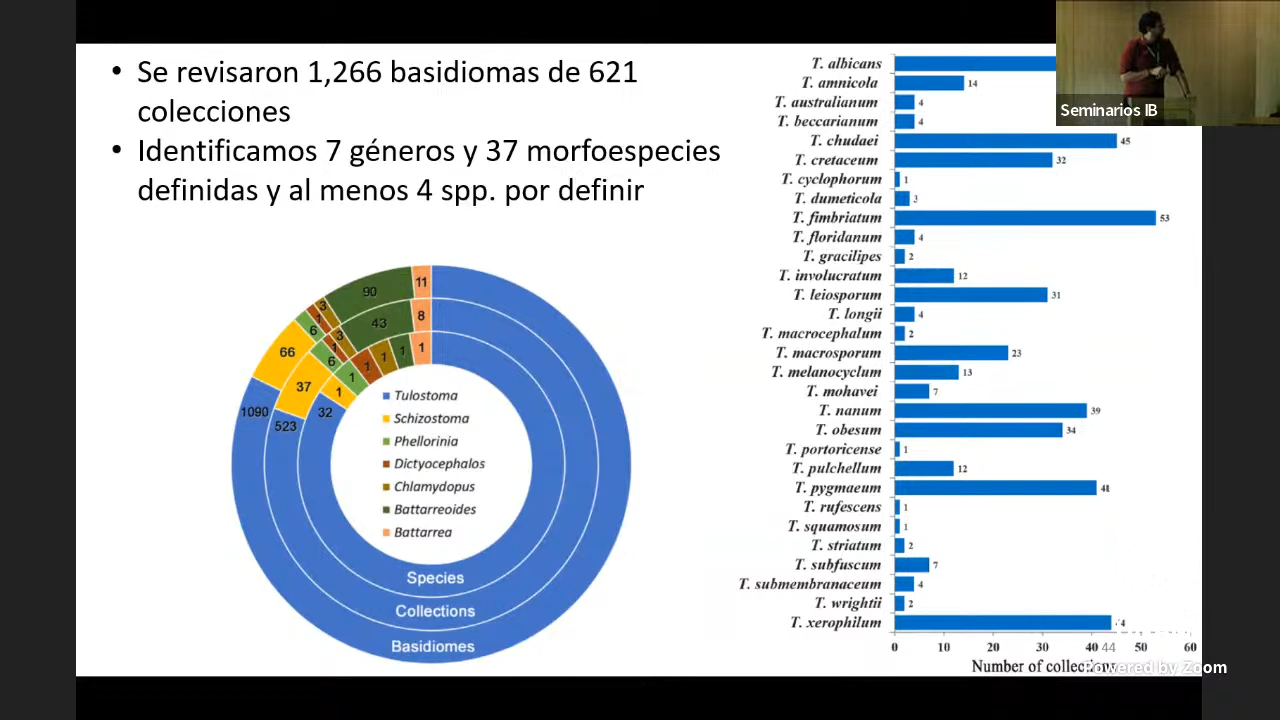 • Se revisaron 1,266 basidiomas de 621
colecciones
• Identificamos 7 géneros y 37 morfoespecies
definidas y al menos 4 spp. por definir
11
90
3
1
6
66
1090
8
43
3
1
6
37
523
1
1
1
1
1
1
32
Tulostoma
Schizostoma
Phellorinia
Dictyocephalos
Chlamydopus
Battarreoides
Battarrea
Species
Collections
Basidiomes
T. albicans
T. amnicola 14
T. australianum 4
T. beccarianum 4
T. chudaei 45
T. cretaceum 32
T. cyclophorum 1
T. dumeticola 3
T. fimbriatum 53
T. floridanum 4
T. gracilipes 2
T. involucratum 12
T. leiosporum 31
T. longii 4
T. macrocephalum 2
T. macrosporum 23
T. melanocyclum 13
T. mohavei 7
T. nanum 39
T. obesum 34
T. portoricense 1
T. pulchellum 12
T. pygmaeum 41
T. rufescens 1
T. squamosum 1
T. striatum 2
T. subfuscum 7
T. submembranaceum 4
T. wrightii 2
T. xerophilum
0 10 20 30 40 50 60
44
Number of collections
Seminarios IB
Powered by Zoom